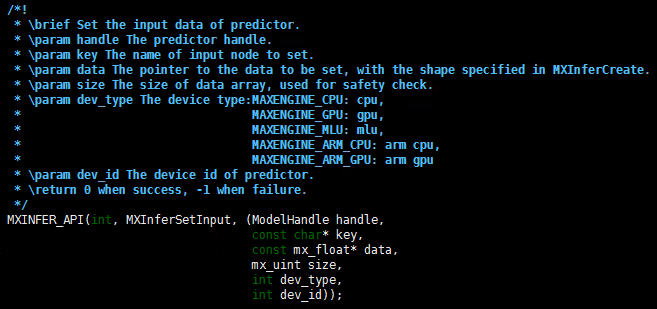 /*!
 * \brief Set the input data of predictor.
 * \param handle The predictor handle.
 * \param key The name of input node to set.
 * \param data The pointer to the data to be set, with the shape specified in MXInferCreate.
 * \param size The size of data array, used for safety check.
 * \param dev_type The device type:MAXENGINE_CPU: cpu,
 *                                 MAXENGINE_GPU: gpu,
 *                                 MAXENGINE_MLU: mlu,
 *                                 MAXENGINE_ARM_CPU: arm cpu,
 *                                 MAXENGINE_ARM_GPU: arm gpu
 * \param dev_id The device id of predictor.
 * \return 0 when success, -1 when failure.
 */
MXINFER_API(int, MXInferSetInput, (ModelHandle handle,
                                   const char* key,
                                   const mx_float* data,
                                   mx_uint size,
                                   int dev_type,
                                   int dev_id));